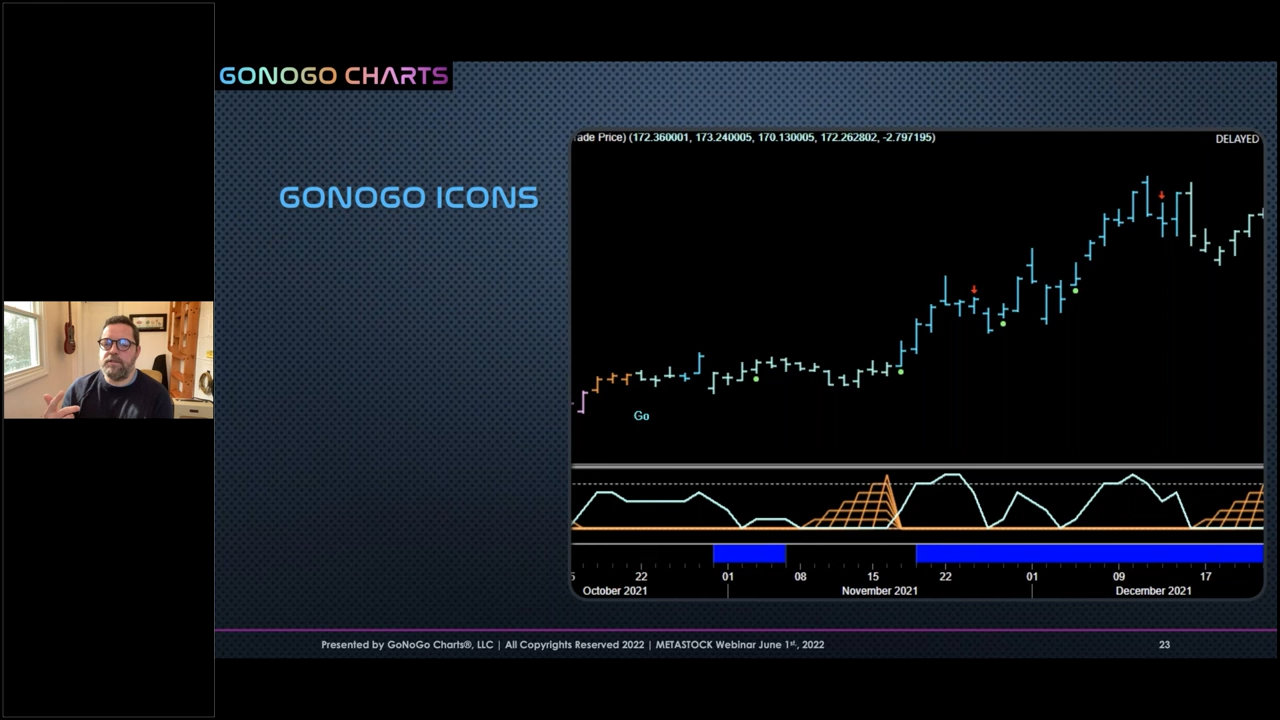 GONOGO CHARTS
GONOGO ICONS
ade Price) (172.360001, 173.240005, 170.130005, 172.262802, -2.797195)
DELAYED
Go
5 22 01 08 15 22 01 09 17
October 2021 November 2021 December 2021
Presented by GoNoGo Charts®, LLC | All Copyrights Reserved 2022 | METASTOCK Webinar June 1st, 2022
23